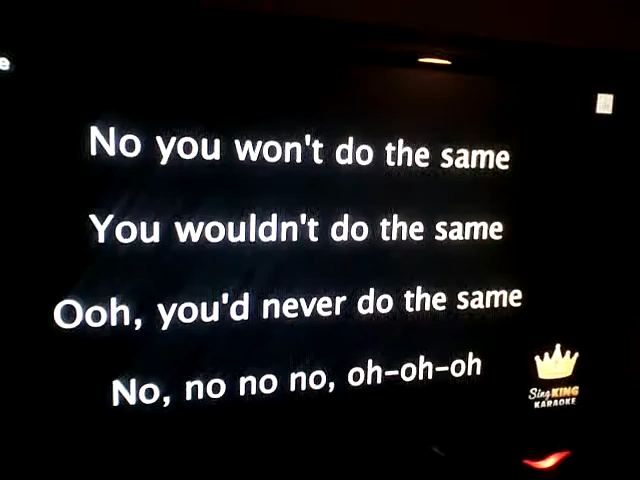 e
No you won't do the same
You wouldn't do the same
Ooh, you'd never do the same
No, no no no, oh-oh-oh
Sing KING
KARAOKE